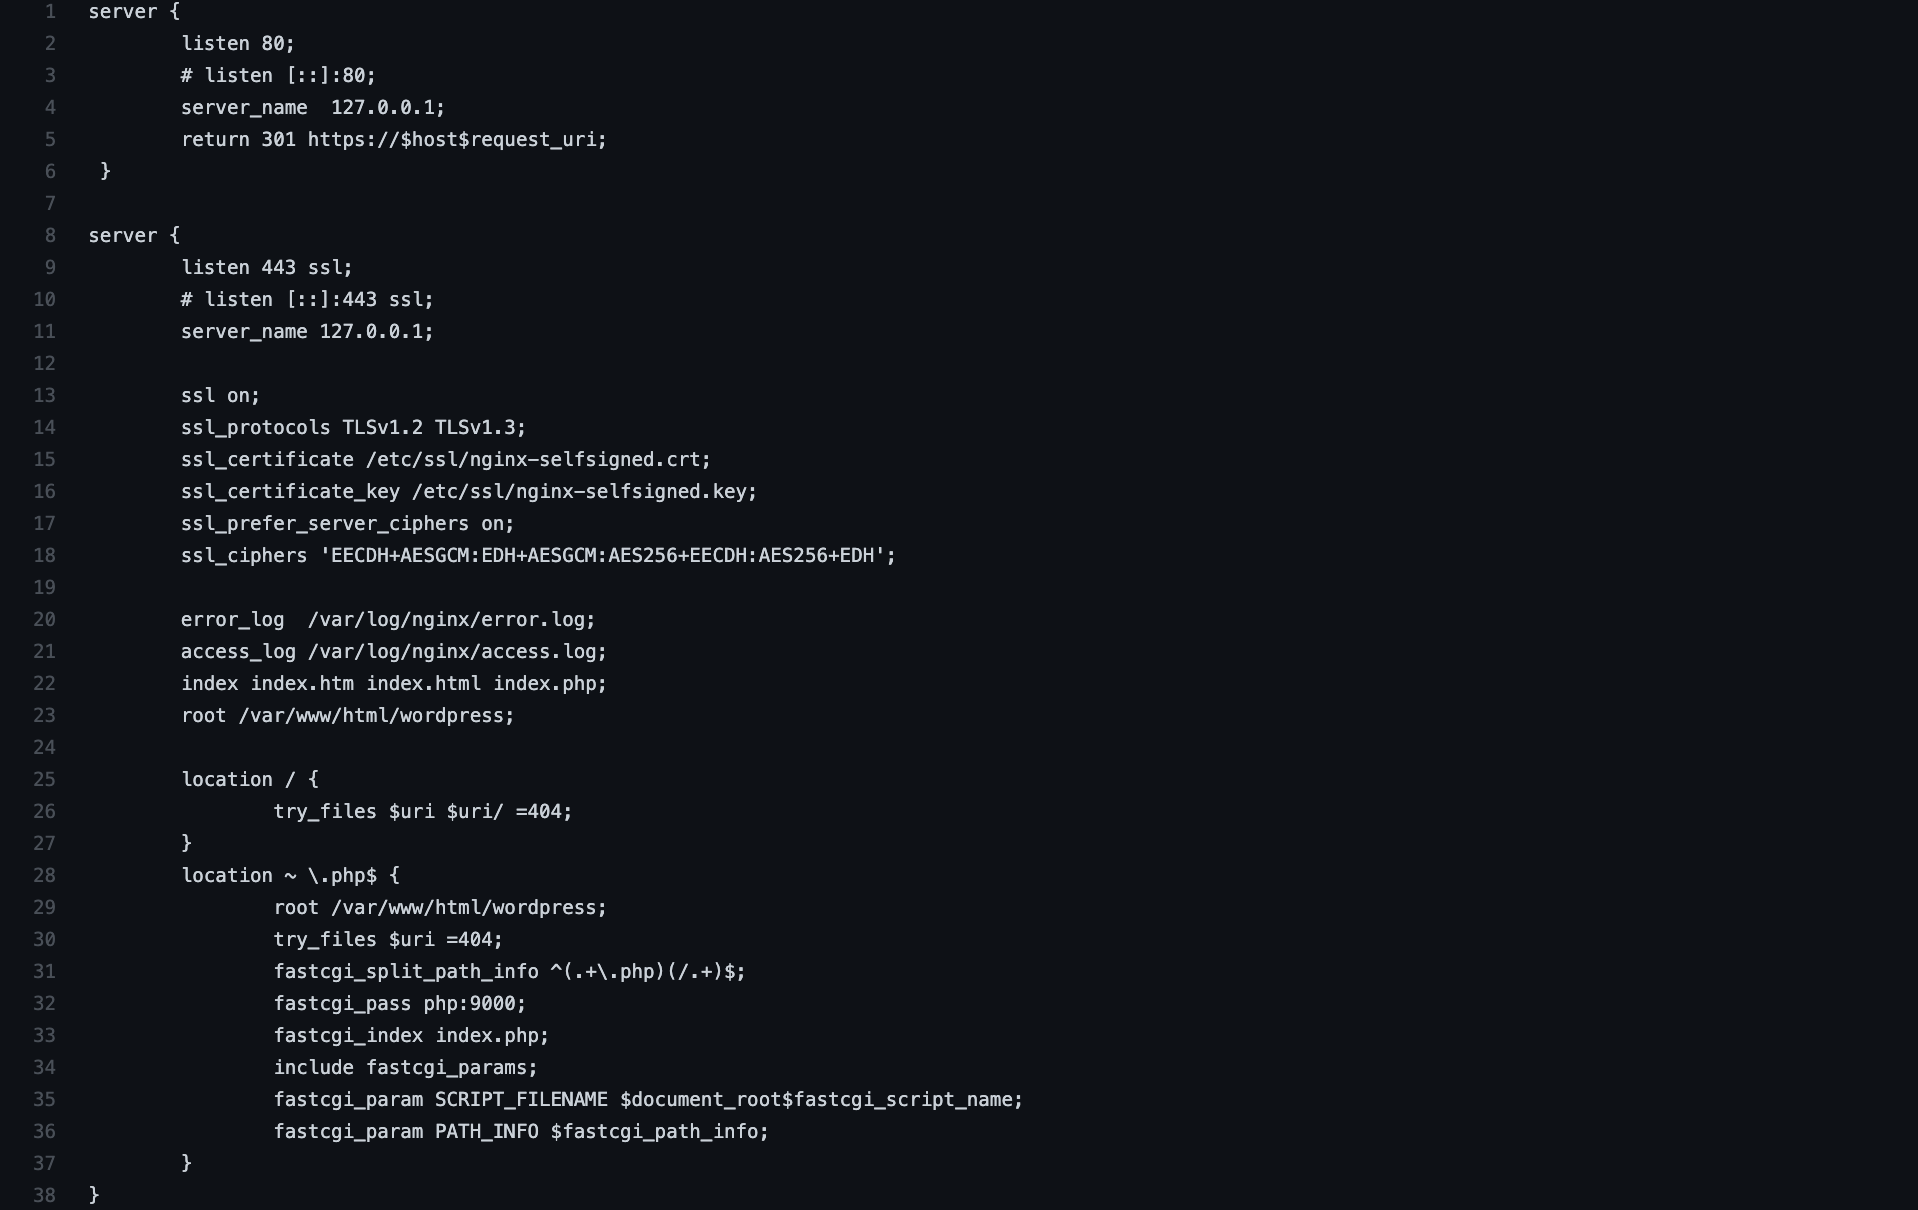 1 server {
2 listen 80;
3 # listen [::]:80;
4 server_name  127.0.0.1;
5 return 301 https://$host$request_uri;
6 }
7
8 server {
9 listen 443 ssl;
10 # listen [::]:443 ssl;
11 server_name 127.0.0.1;
12
13 ssl on;
14 ssl_protocols TLSv1.2 TLSv1.3;
15 ssl_certificate /etc/ssl/nginx-selfsigned.crt;
16 ssl_certificate_key /etc/ssl/nginx-selfsigned.key;
17 ssl_prefer_server_ciphers on;
18 ssl_ciphers 'EECDH+AESGCM:EDH+AESGCM:AES256+EECDH:AES256+EDH';
19
20 error_log  /var/log/nginx/error.log;
21 access_log /var/log/nginx/access.log;
22 index index.htm index.html index.php;
23 root /var/www/html/wordpress;
24
25 location / {
26 try_files $uri $uri/ =404;
27 }
28 location ~ \.php$ {
29 root /var/www/html/wordpress;
30 try_files $uri =404;
31 fastcgi_split_path_info ^(.+\.php)(/.+)$;
32 fastcgi_pass php:9000;
33 fastcgi_index index.php;
34 include fastcgi_params;
35 fastcgi_param SCRIPT_FILENAME $document_root$fastcgi_script_name;
36 fastcgi_param PATH_INFO $fastcgi_path_info;
37 }
38 }